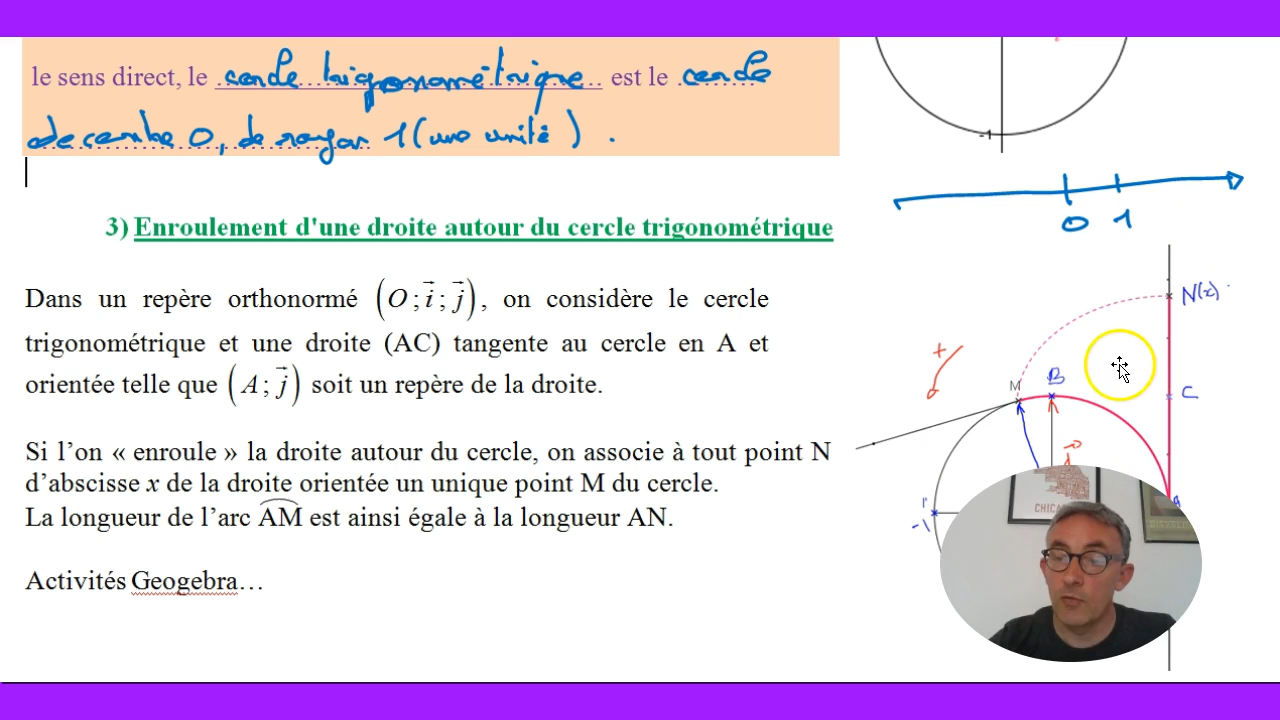 le sens direct, le cercle trigonométrique est le cercle
de centre O, de rayon 1 (une unité).
-1
0 1
3) Enroulement d'une droite autour du cercle trigonométrique
Dans un repère orthonormé (O ; i ; j), on considère le cercle
trigonométrique et une droite (AC) tangente au cercle en A et
orientée telle que (A ; j) soit un repère de la droite.
Si l'on « enroule » la droite autour du cercle, on associe à tout point N
d'abscisse x de la droite orientée un unique point M du cercle.
La longueur de l'arc AM est ainsi égale à la longueur AN.
Activités Geogebra…
N(x)
+
M
B
C
-1
CHICA